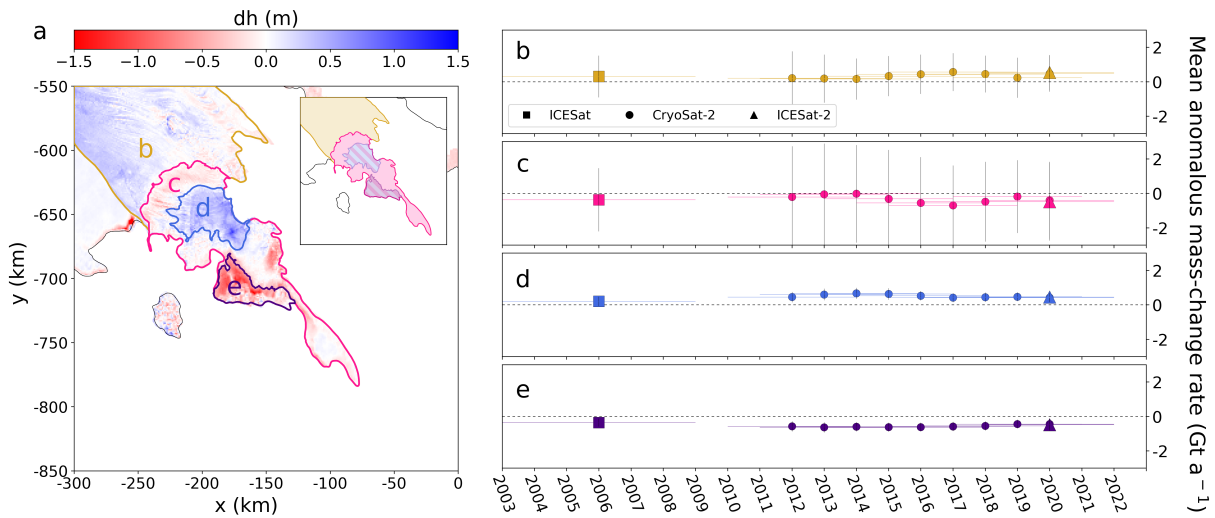 a
dh (m)
−1.5 −1.0 −0.5 0.0 0.5 1.0 1.5
-550
-600
-650
-700
-750
-800
-850
y (km)
b
c
d
e
-300 -250 -200 -150 -100 -50 0
x (km)
b
2
0
-2
ICESat CryoSat-2 ICESat-2
c
2
0
-2
d
2
0
-2
e
2
0
-2
2003 2004 2005 2006 2007 2008 2009 2010 2011 2012 2013 2014 2015 2016 2017 2018 2019 2020 2021 2022
Mean anomalous mass-change rate (Gt a⁻¹)